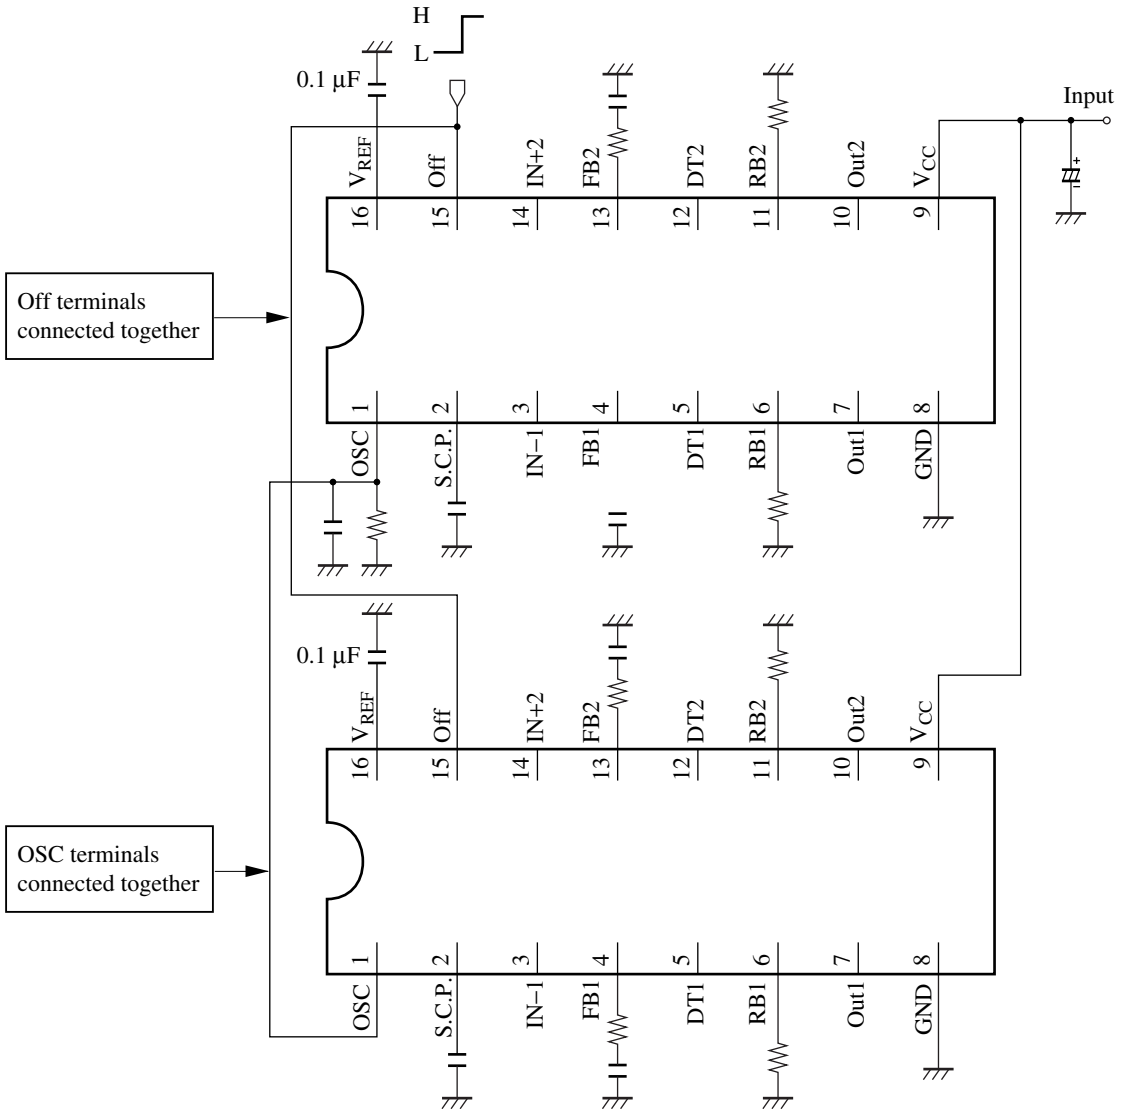 H
L
0.1 µF
Input
VREF
Off
IN+2
FB2
DT2
RB2
Out2
VCC
16
15
14
13
12
11
10
9
Off terminals
connected together
1
2
3
4
5
6
7
8
OSC
S.C.P.
IN−1
FB1
DT1
RB1
Out1
GND
0.1 µF
VREF
Off
IN+2
FB2
DT2
RB2
Out2
VCC
16
15
14
13
12
11
10
9
OSC terminals
connected together
1
2
3
4
5
6
7
8
OSC
S.C.P.
IN−1
FB1
DT1
RB1
Out1
GND